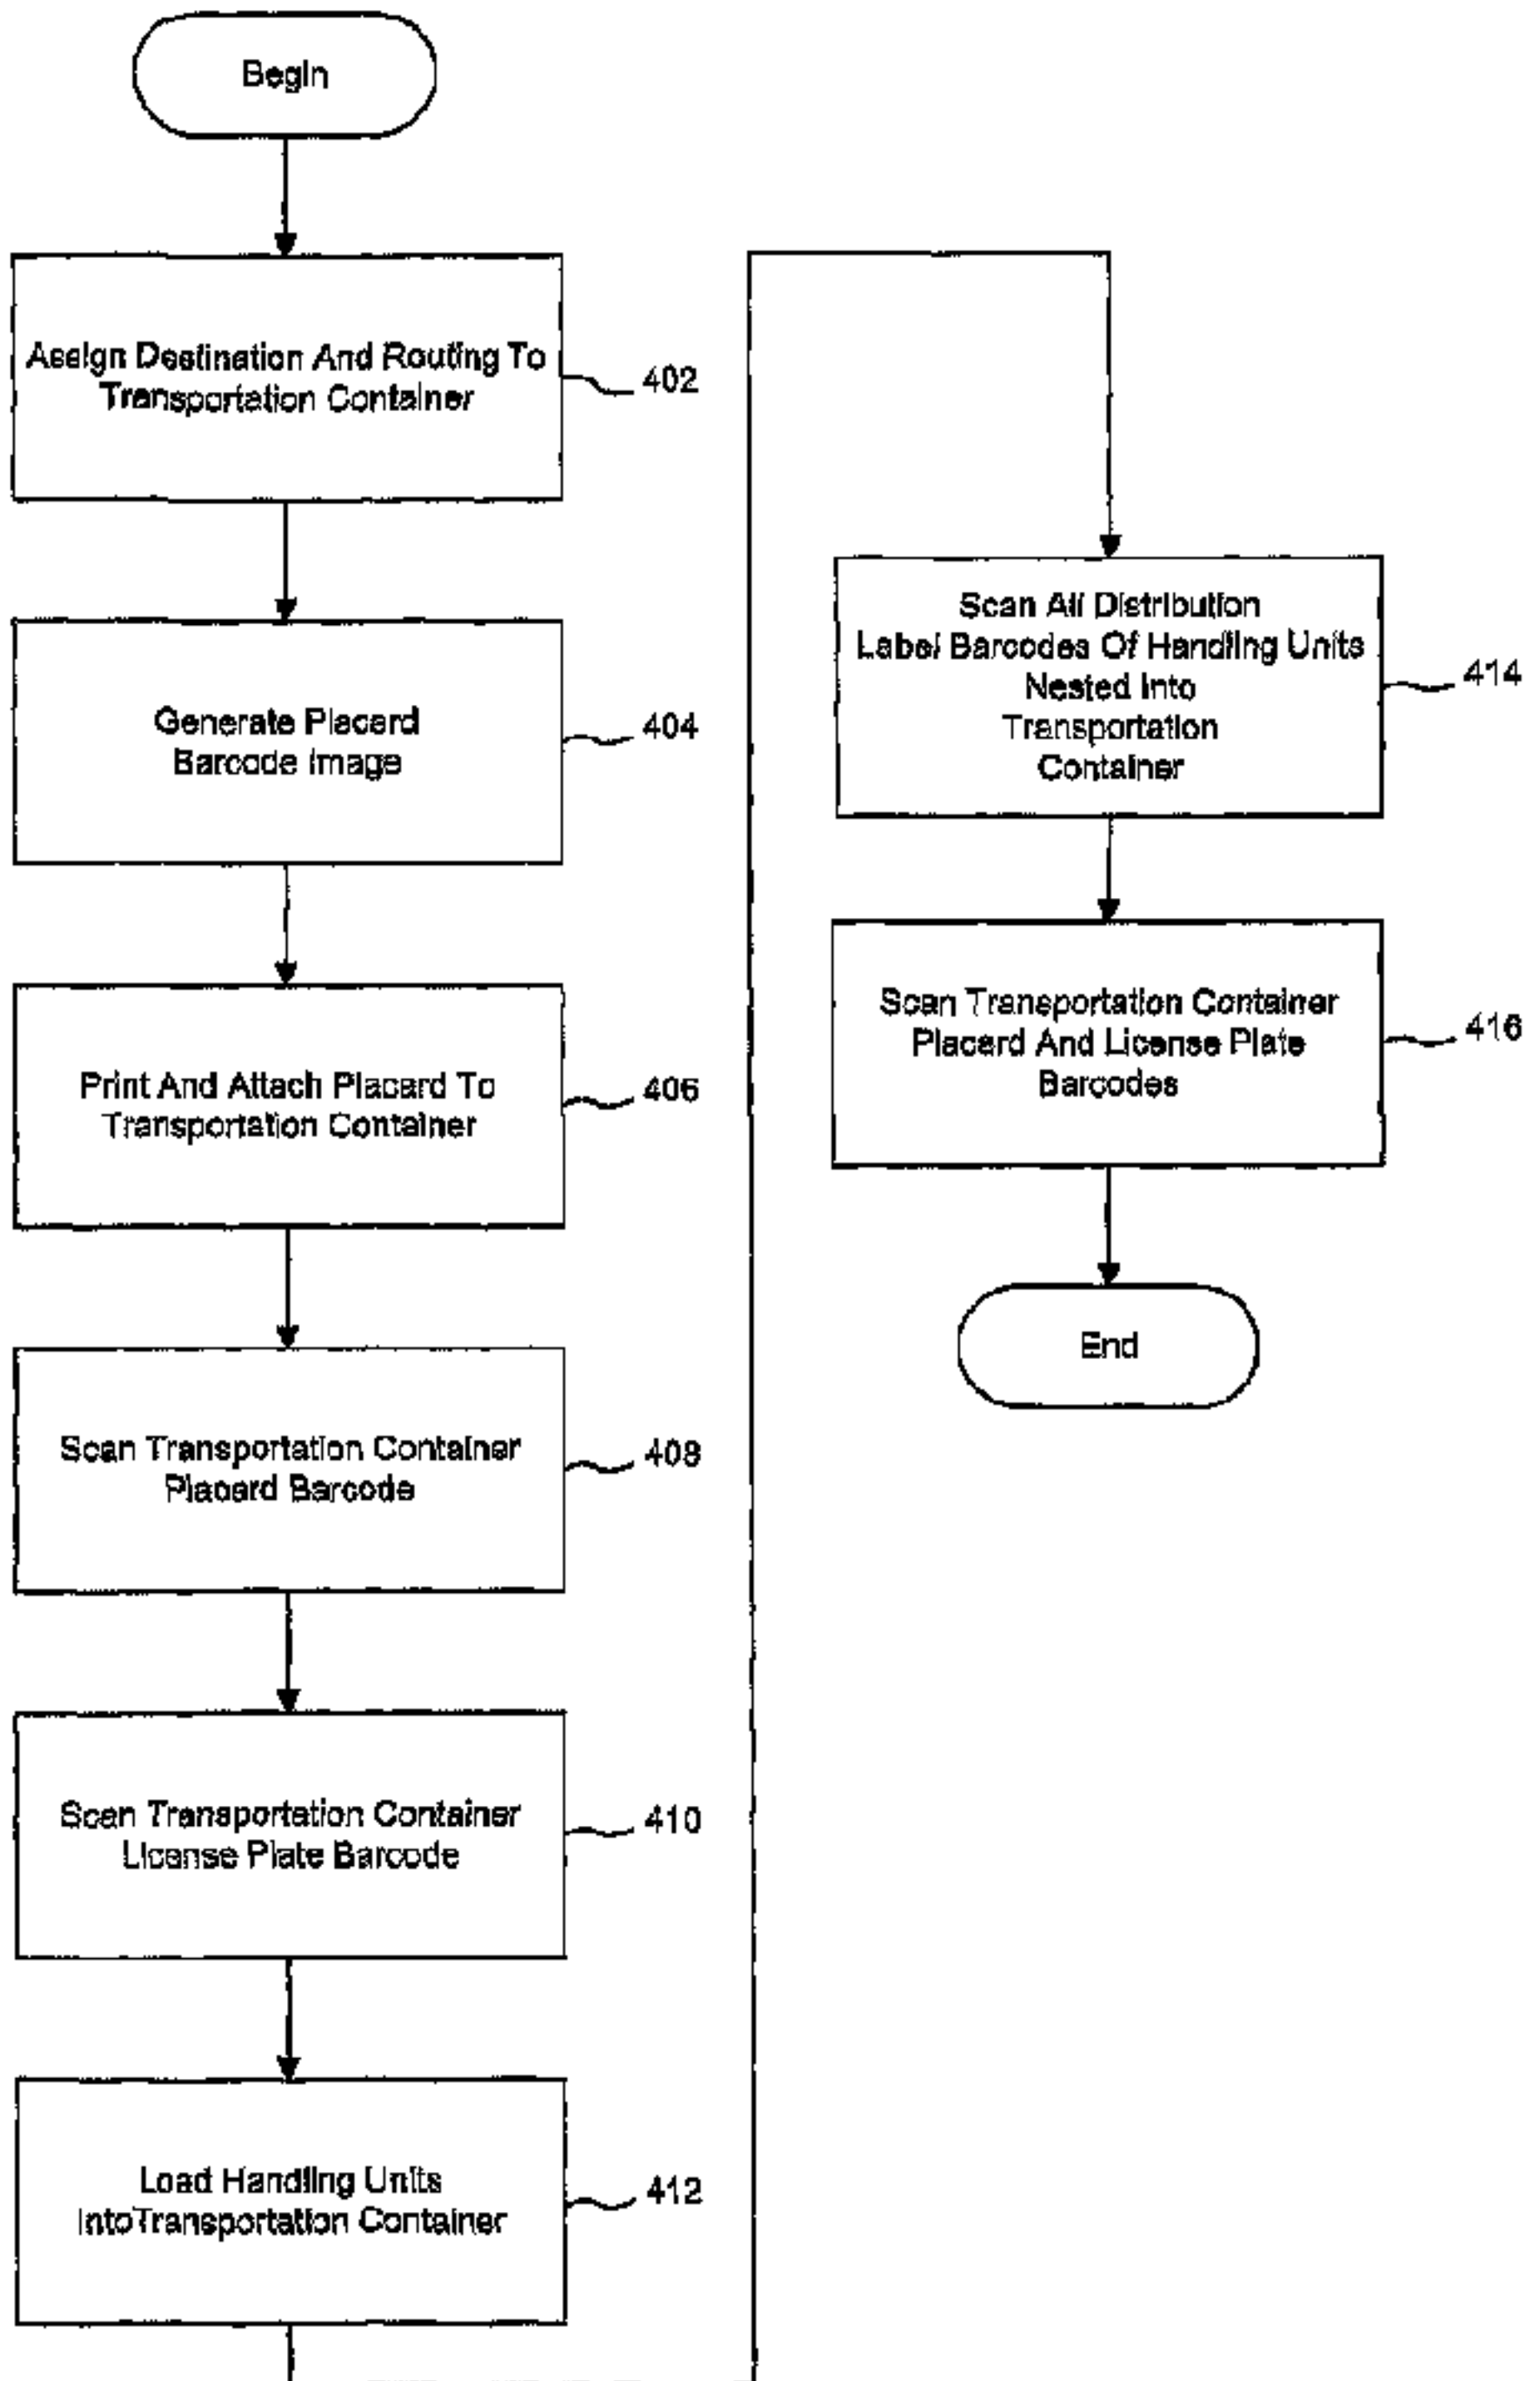 Begin
Assign Destination And Routing To
Transportation Container
402
Generate Placard
Barcode Image
404
Print And Attach Placard To
Transportation Container
406
Scan Transportation Container
Placard Barcode
408
Scan Transportation Container
License Plate Barcode
410
Load Handling Units
IntoTransportation Container
412
Scan All Distribution
Label Barcodes Of Handling Units
Nested Into
Transportation
Container
414
Scan Transportation Container
Placard And License Plate
Barcodes
416
End